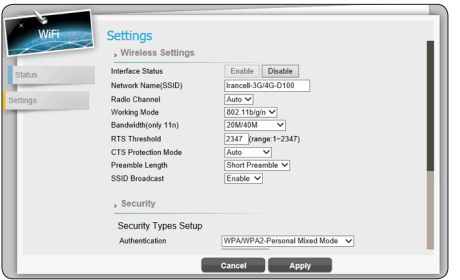 WiFi
Status
Settings
Settings
Wireless Settings
Interface Status Enable Disable
Network Name(SSID) Irancell-3G/4G-D100
Radio Channel Auto
Working Mode 802.11b/g/n
Bandwidth(only 11n) 20M/40M
RTS Threshold 2347 (range:1~2347)
CTS Protection Mode Auto
Preamble Length Short Preamble
SSID Broadcast Enable
Security
Security Types Setup
Authentication WPA/WPA2-Personal Mixed Mode
Cancel Apply